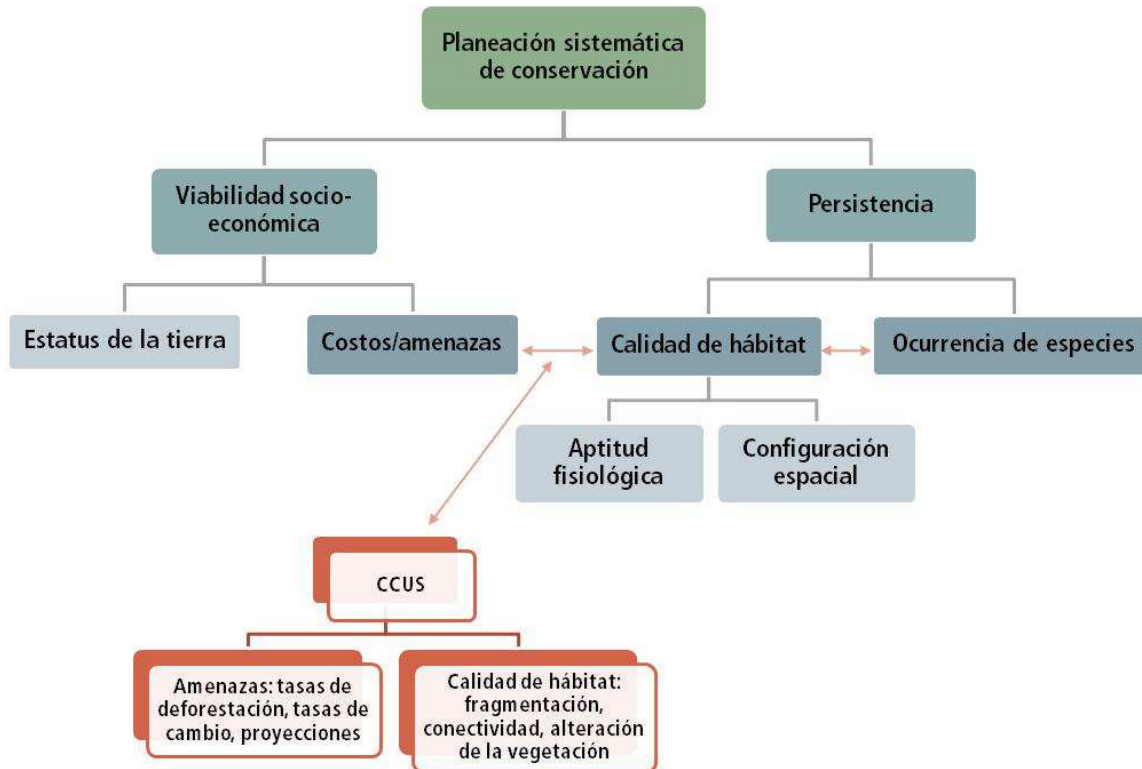 Planeación sistemática
de conservación
Viabilidad socio-
económica
Persistencia
Estatus de la tierra
Costos/amenazas
Calidad de hábitat
Ocurrencia de especies
Aptitud
fisiológica
Configuración
espacial
CCUS
Amenazas: tasas de
deforestación, tasas de
cambio, proyecciones
Calidad de hábitat:
fragmentación,
conectividad, alteración
de la vegetación